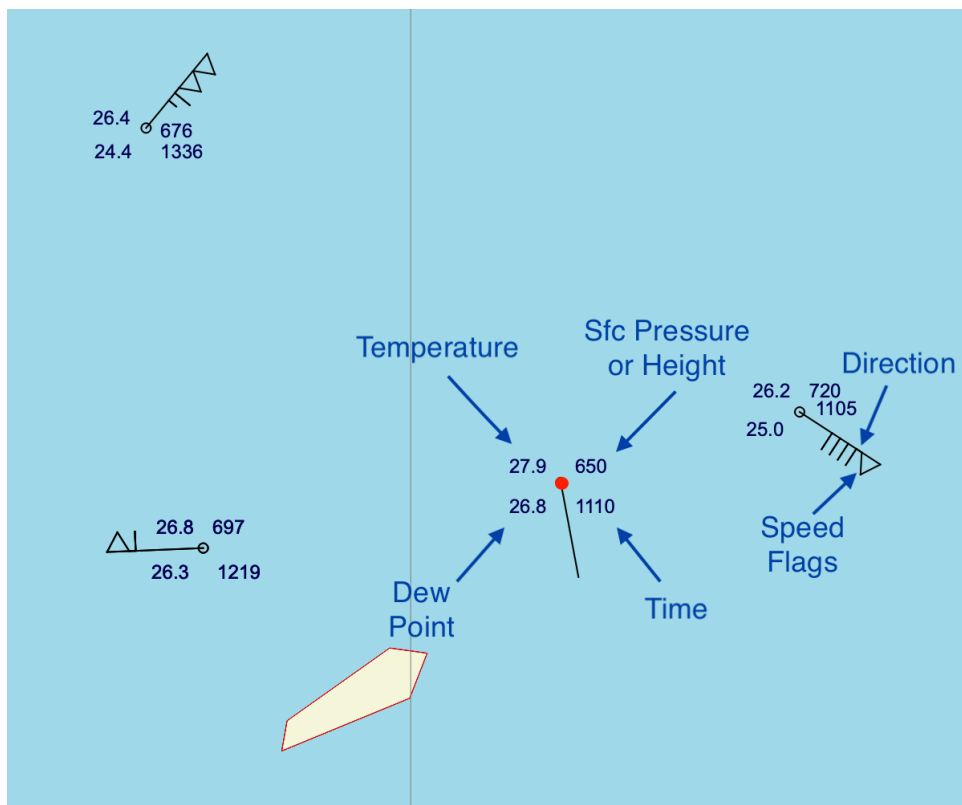 26.4
676
24.4 1336
Temperature
Sfc Pressure
or Height
Direction
26.2 720
1105
25.0
27.9 650
26.8 1110
Speed
Flags
26.8 697
26.3 1219
Dew
Point
Time